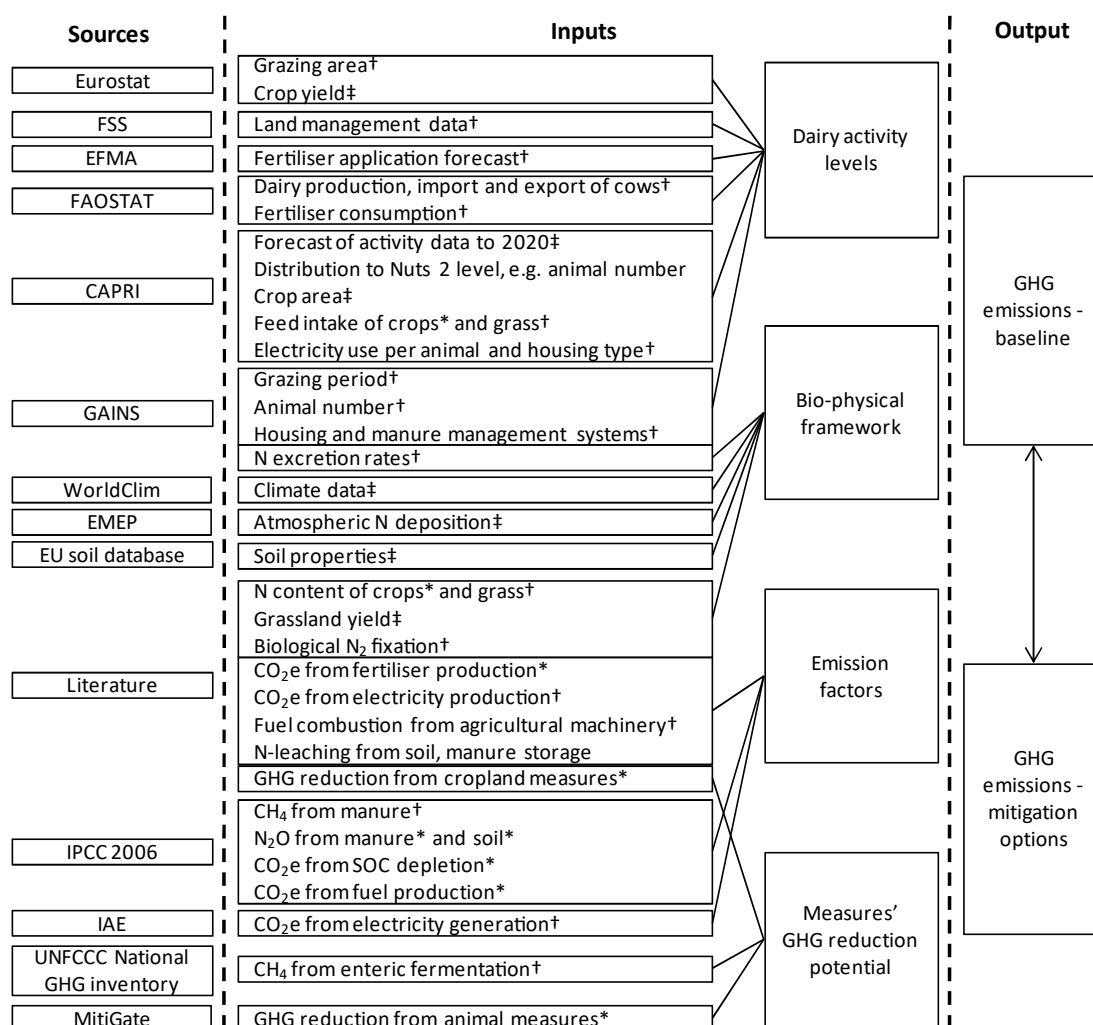 Sources
Inputs
Output
Eurostat
Grazing area†
Crop yield‡
FSS
Land management data†
EFMA
Fertiliser application forecast†
FAOSTAT
Dairy production, import and export of cows†
Fertiliser consumption†
CAPRI
Forecast of activity data to 2020‡
Distribution to Nuts 2 level, e.g. animal number
Crop area‡
Feed intake of crops* and grass†
Electricity use per animal and housing type†
GAINS
Grazing period†
Animal number†
Housing and manure management systems†
N excretion rates†
WorldClim
Climate data‡
EMEP
Atmospheric N deposition‡
EU soil database
Soil properties‡
Literature
N content of crops* and grass†
Grassland yield‡
Biological N₂ fixation†
CO₂e from fertiliser production*
CO₂e from electricity production†
Fuel combustion from agricultural machinery†
N-leaching from soil, manure storage
GHG reduction from cropland measures*
IPCC 2006
CH₄ from manure†
N₂O from manure* and soil*
CO₂e from SOC depletion*
CO₂e from fuel production*
IAE
CO₂e from electricity generation†
UNFCCC National
GHG inventory
CH₄ from enteric fermentation†
MitiGate
GHG reduction from animal measures*
Dairy activity
levels
Bio-physical
framework
Emission
factors
Measures’
GHG reduction
potential
GHG
emissions -
baseline
GHG
emissions -
mitigation
options